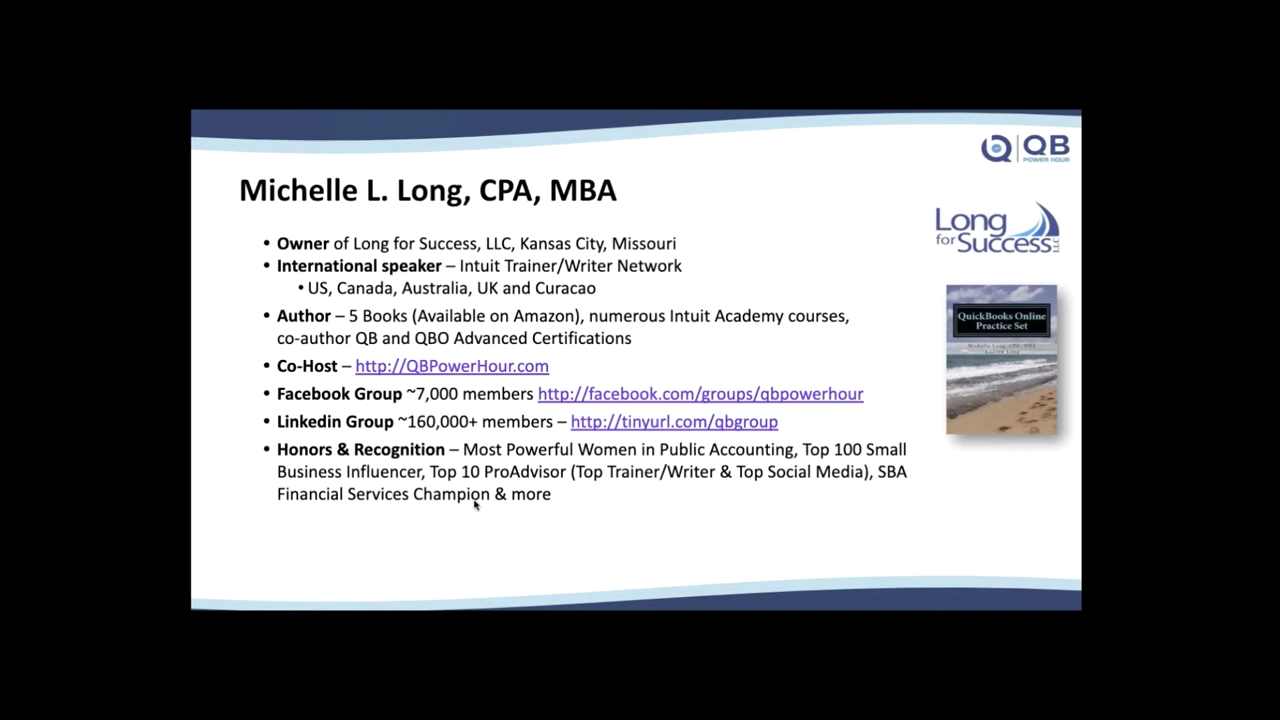 QB
POWER HOUR
Michelle L. Long, CPA, MBA
Long
for Success LLC
• Owner of Long for Success, LLC, Kansas City, Missouri
• International speaker – Intuit Trainer/Writer Network
• US, Canada, Australia, UK and Curacao
• Author – 5 Books (Available on Amazon), numerous Intuit Academy courses,
co-author QB and QBO Advanced Certifications
• Co-Host – http://QBPowerHour.com
• Facebook Group ~7,000 members http://facebook.com/groups/qbpowerhour
• Linkedin Group ~160,000+ members – http://tinyurl.com/qbgroup
• Honors & Recognition – Most Powerful Women in Public Accounting, Top 100 Small
Business Influencer, Top 10 ProAdvisor (Top Trainer/Writer & Top Social Media), SBA
Financial Services Champion & more
QuickBooks Online
Practice Set
Michelle Long, CPA, MBA